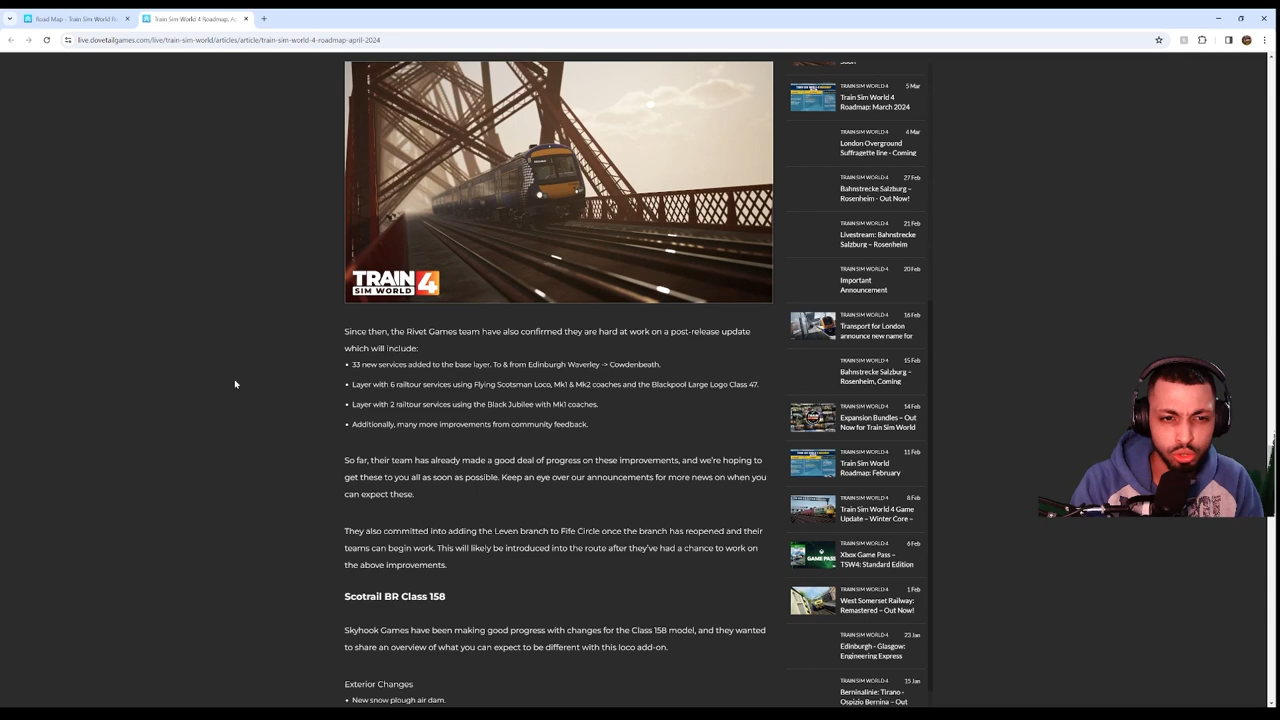 Road Map - Train Sim World R
Train Sim World 4 Roadmap: Ap
live.dovetailgames.com/live/train-sim-world/articles/article/train-sim-world-4-roadmap-april-2024
TRAIN 4
SIM WORLD
Since then, the Rivet Games team have also confirmed they are hard at work on a post-release update
which will include:
• 33 new services added to the base layer. To & from Edinburgh Waverley -> Cowdenbeath.
• Layer with 6 railtour services using Flying Scotsman Loco, Mk1 & Mk2 coaches and the Blackpool Large Logo Class 47.
• Layer with 2 railtour services using the Black Jubilee with Mk1 coaches.
• Additionally, many more improvements from community feedback.
So far, their team has already made a good deal of progress on these improvements, and we're hoping to
get these to you all as soon as possible. Keep an eye over our announcements for more news on when you
can expect these.
They also committed into adding the Leven branch to Fife Circle once the branch has reopened and their
teams can begin work. This will likely be introduced into the route after they've had a chance to work on
the above improvements.
Scotrail BR Class 158
Skyhook Games have been making good progress with changes for the Class 158 model, and they wanted
to share an overview of what you can expect to be different with this loco add-on.
Exterior Changes
• New snow plough air dam.
Soon
TRAIN SIM WORLD 4 5 Mar
Train Sim World 4
Roadmap: March 2024
TRAIN SIM WORLD 4 4 Mar
London Overground
Suffragette line - Coming
TRAIN SIM WORLD 4 27 Feb
Bahnstrecke Salzburg –
Rosenheim - Out Now!
TRAIN SIM WORLD 4 21 Feb
Livestream: Bahnstrecke
Salzburg – Rosenheim
TRAIN SIM WORLD 4 20 Feb
Important
Announcement
TRAIN SIM WORLD 4 16 Feb
Transport for London
announce new name for
TRAIN SIM WORLD 4 15 Feb
Bahnstrecke Salzburg –
Rosenheim, Coming
TRAIN SIM WORLD 4 14 Feb
Expansion Bundles – Out
Now for Train Sim World
TRAIN SIM WORLD 4 11 Feb
Train Sim World
Roadmap: February
TRAIN SIM WORLD 4 8 Feb
Train Sim World 4 Game
Update – Winter Core –
TRAIN SIM WORLD 4 6 Feb
Xbox Game Pass –
TSW4: Standard Edition
GAME PASS
TRAIN SIM WORLD 4 1 Feb
West Somerset Railway:
Remastered – Out Now!
TRAIN SIM WORLD 4 23 Jan
Edinburgh - Glasgow:
Engineering Express
TRAIN SIM WORLD 4 15 Jan
Berninalinie: Tirano -
Ospizio Bernina – Out